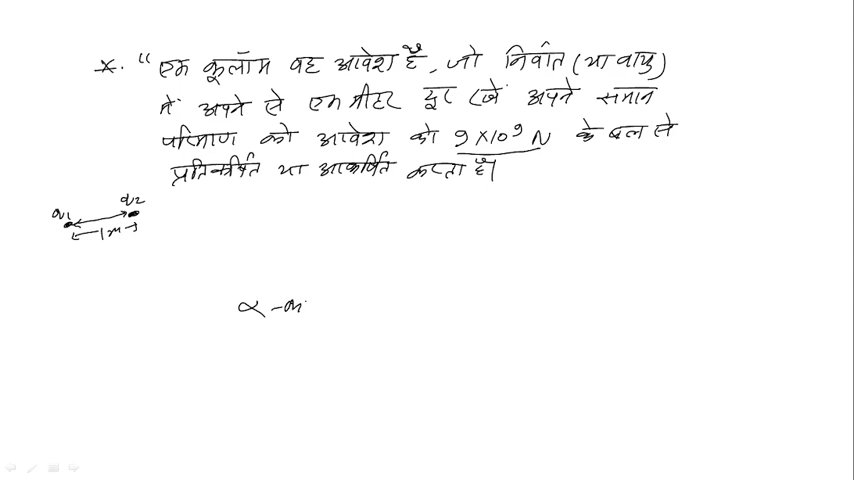 *. "एक कूलॉम वह आवेश है, जो निर्वात (या वायु)
में अपने से एक मीटर दूर रखे अपने समान
परिमाण को आवेश को 9×10⁹ N के बल से
प्रतिकर्षित या आकर्षित करता है।
q1 q2
1m
α -